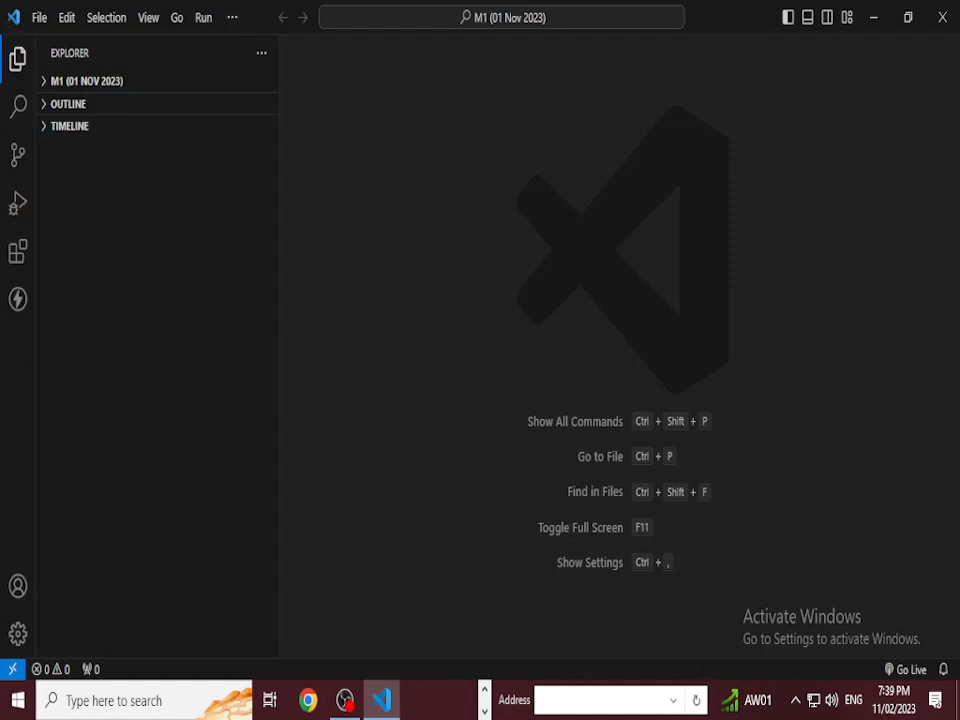 File Edit Selection View Go Run ···
M1 (01 Nov 2023)
EXPLORER
M1 (01 NOV 2023)
OUTLINE
TIMELINE
Show All Commands Ctrl + Shift + P
Go to File Ctrl + P
Find in Files Ctrl + Shift + F
Toggle Full Screen F11
Show Settings Ctrl + ,
Activate Windows
Go to Settings to activate Windows.
0 0 0
Go Live
Type here to search
Address
AW01
ENG
7:39 PM
11/02/2023